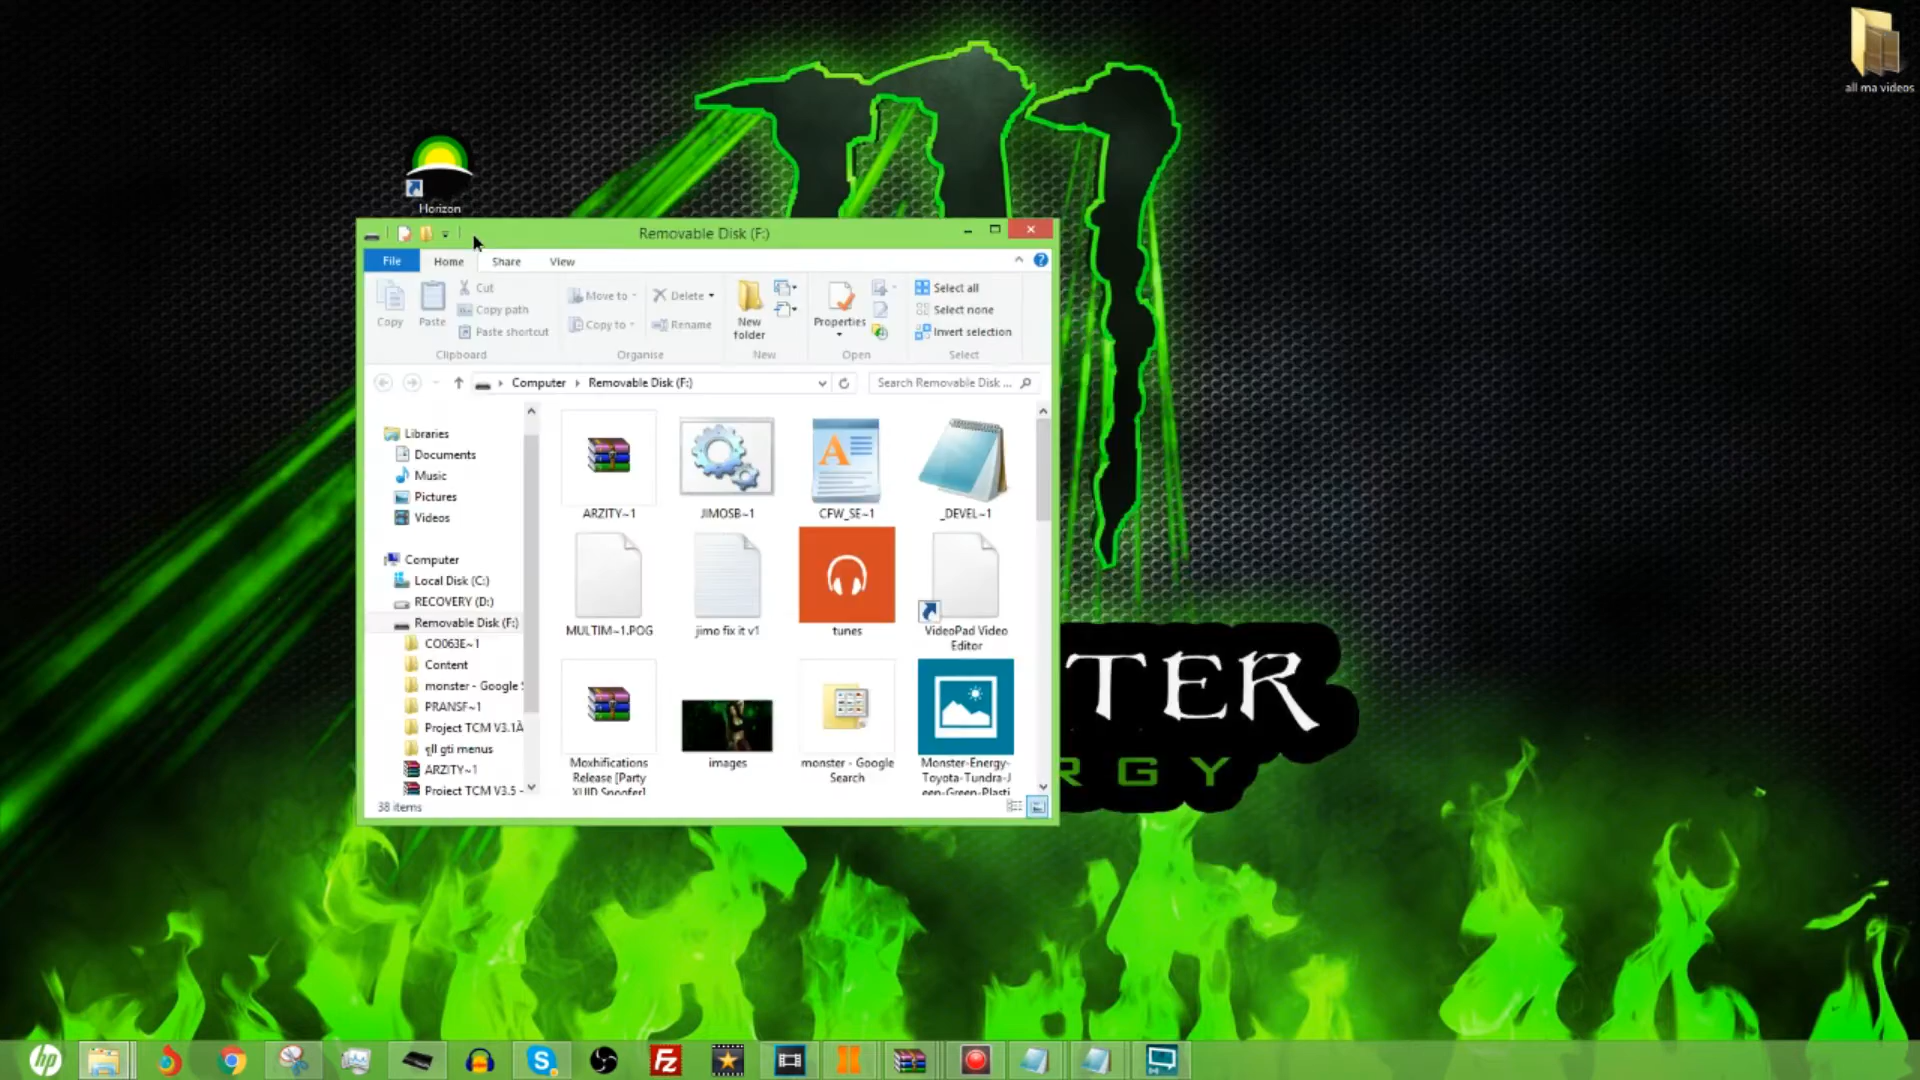 all ma videos
Horizon
Removable Disk (F:)
File Home Share View
Copy
Paste
Cut
Copy path
Paste shortcut
Clipboard
Move to
Copy to
Delete
Rename
Organise
New folder
New
Properties
Open
Select all
Select none
Invert selection
Select
Computer Removable Disk (F:)
Search Removable Disk ...
Libraries
Documents
Music
Pictures
Videos
Computer
Local Disk (C:)
RECOVERY (D:)
Removable Disk (F:)
CO063E~1
Content
monster - Google
PRANSF~1
Project TCM V3.1
gti menus
ARZITY~1
Project TCM V3.5 -
ARZITY~1
JIMOSB~1
CFW_SE~1
_DEVEL~1
MULTIM~1.POG
jimo fix it v1
tunes
VideoPad Video
Editor
Moxhifications
Release [Party
XUID Spoofer]
images
monster - Google
Search
Monster-Energy-
Toyota-Tundra-J
een-Green-Plasti
38 items
TER
RGY
hp